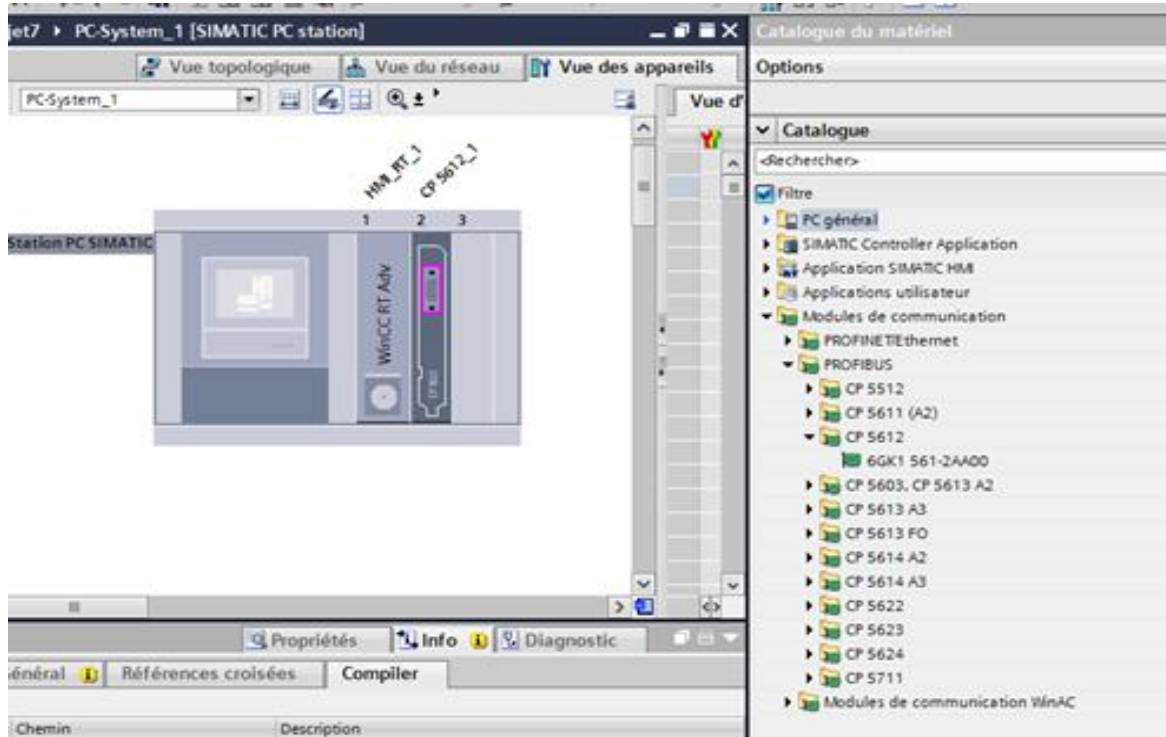 jet7 ▸ PC-System_1 [SIMATIC PC station]
Vue topologique
Vue du réseau
Vue des appareils
PC-System_1
Vue d'
HMI_RT_1
CP 5612_1
1 2 3
Station PC SIMATIC
WinCC RT Adv
Propriétés
Info
Diagnostic
énéral
Références croisées
Compiler
Chemin
Description
Catalogue du matériel
Options
Catalogue
<Rechercher>
Filtre
PC général
SIMATIC Controller Application
Application SIMATIC HMI
Applications utilisateur
Modules de communication
PROFINET/Ethernet
PROFIBUS
CP 5512
CP 5611 (A2)
CP 5612
6GK1 561-2AA00
CP 5603, CP 5613 A2
CP 5613 A3
CP 5613 FO
CP 5614 A2
CP 5614 A3
CP 5622
CP 5623
CP 5624
CP 5711
Modules de communication WinAC